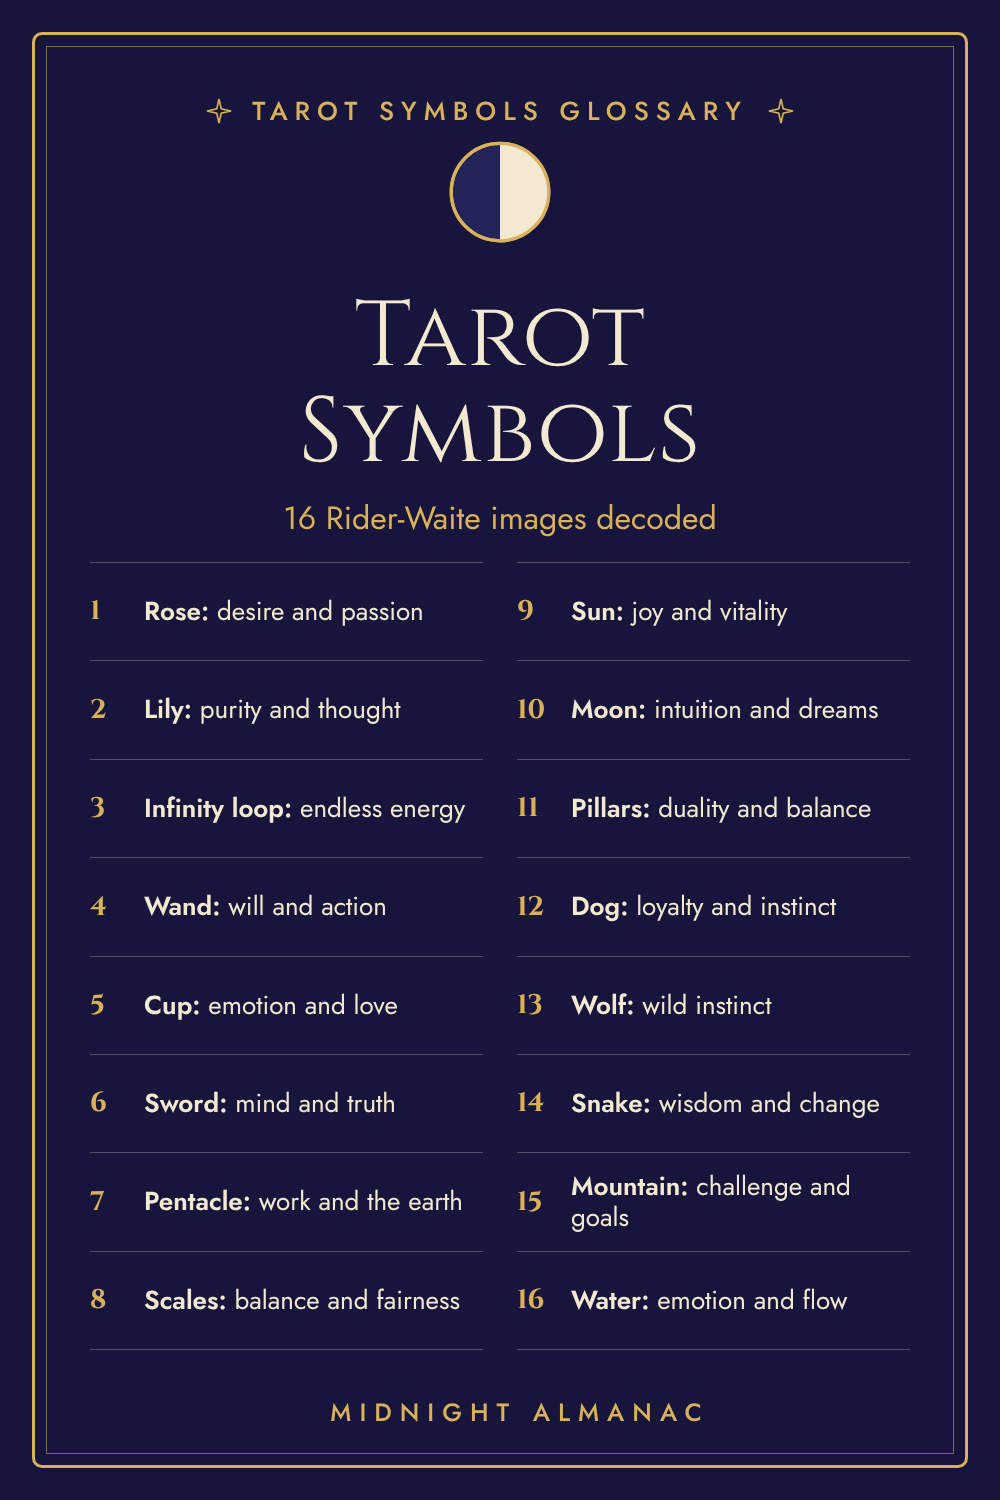 TAROT SYMBOLS GLOSSARY
TAROT
SYMBOLS
16 Rider-Waite images decoded
1 Rose: desire and passion
2 Lily: purity and thought
3 Infinity loop: endless energy
4 Wand: will and action
5 Cup: emotion and love
6 Sword: mind and truth
7 Pentacle: work and the earth
8 Scales: balance and fairness
9 Sun: joy and vitality
10 Moon: intuition and dreams
11 Pillars: duality and balance
12 Dog: loyalty and instinct
13 Wolf: wild instinct
14 Snake: wisdom and change
15 Mountain: challenge and
goals
16 Water: emotion and flow
MIDNIGHT ALMANAC